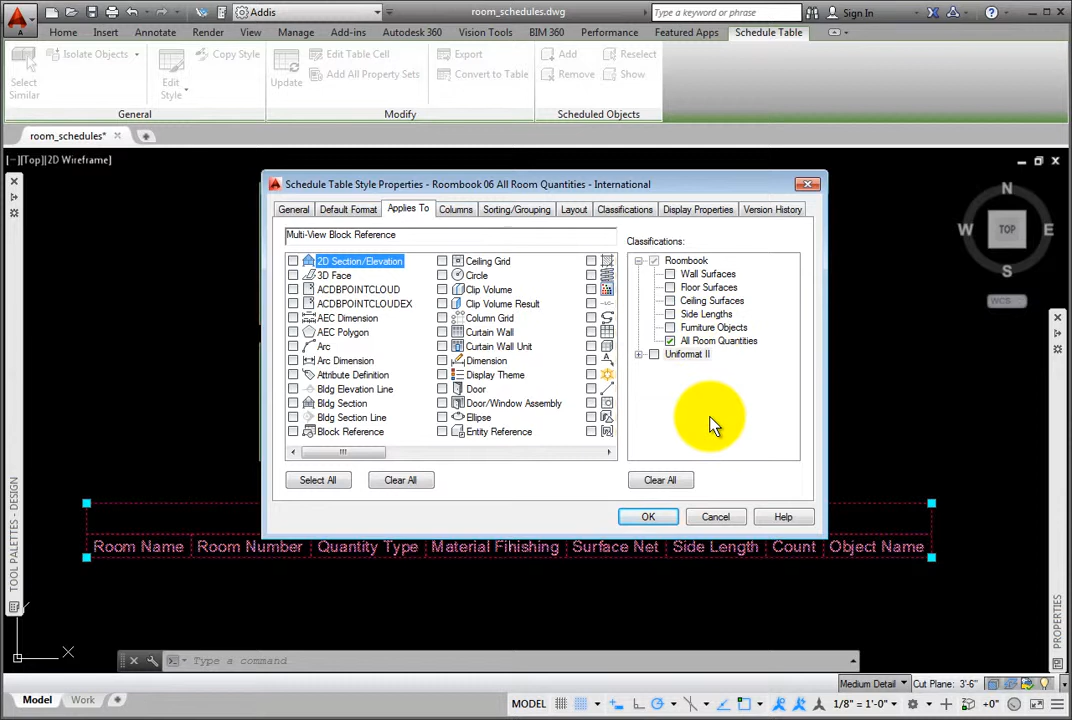 Addis
room_schedules.dwg
Type a keyword or phrase
Sign In
Home Insert Annotate Render View Manage Add-ins Autodesk 360 Vision Tools BIM 360 Performance Featured Apps Schedule Table
Select Similar
Isolate Objects
Edit Style
Copy Style
General
Update
Edit Table Cell
Add All Property Sets
Export
Convert to Table
Modify
Add
Remove
Reselect
Show
Scheduled Objects
room_schedules*
[−][Top][2D Wireframe]
Schedule Table Style Properties - Roombook 06 All Room Quantities - International
General Default Format Applies To Columns Sorting/Grouping Layout Classifications Display Properties Version History
Multi-View Block Reference
2D Section/Elevation
3D Face
ACDBPOINTCLOUD
ACDBPOINTCLOUDEX
AEC Dimension
AEC Polygon
Arc
Arc Dimension
Attribute Definition
Bldg Elevation Line
Bldg Section
Bldg Section Line
Block Reference
Ceiling Grid
Circle
Clip Volume
Clip Volume Result
Column Grid
Curtain Wall
Curtain Wall Unit
Dimension
Display Theme
Door
Door/Window Assembly
Ellipse
Entity Reference
Classifications:
Roombook
Wall Surfaces
Floor Surfaces
Ceiling Surfaces
Side Lengths
Furniture Objects
All Room Quantities
Uniformat II
Select All Clear All Clear All
OK Cancel Help
N
W TOP E
S
WCS
Room Name Room Number Quantity Type Material Fihishing Surface Net Side Length Count Object Name
TOOL PALETTES - DESIGN
PROPERTIES
X
Type a command
Model Work
Medium Detail Cut Plane: 3'-6"
MODEL 1/8" = 1'-0" +0"